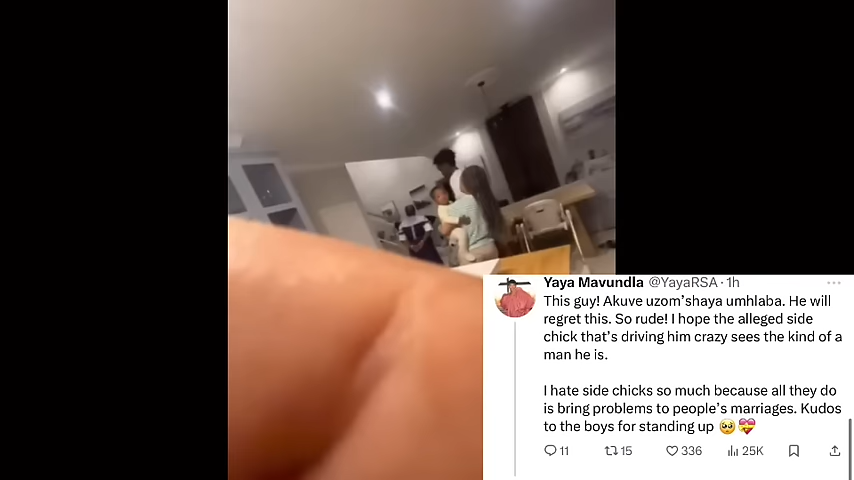 Yaya Mavundla @YayaRSA · 1h
This guy! Akuve uzom'shaya umhlaba. He will
regret this. So rude! I hope the alleged side
chick that's driving him crazy sees the kind of a
man he is.
I hate side chicks so much because all they do
is bring problems to people's marriages. Kudos
to the boys for standing up 🥺💝
11 15 336 25K